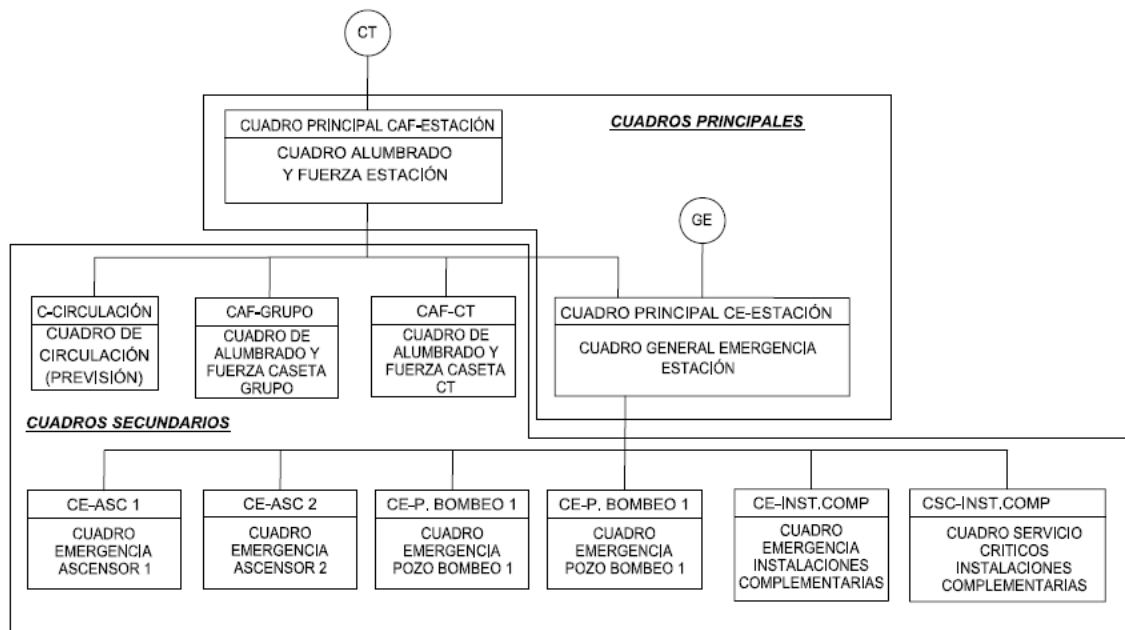 CT
CUADRO PRINCIPAL CAF-ESTACIÓN
CUADRO ALUMBRADO
Y FUERZA ESTACIÓN
CUADROS PRINCIPALES
GE
C-CIRCULACIÓN
CUADRO DE
CIRCULACIÓN
(PREVISIÓN)
CAF-GRUPO
CUADRO DE
ALUMBRADO Y
FUERZA CASETA
GRUPO
CAF-CT
CUADRO DE
ALUMBRADO Y
FUERZA CASETA
CT
CUADRO PRINCIPAL CE-ESTACIÓN
CUADRO GENERAL EMERGENCIA
ESTACIÓN
CUADROS SECUNDARIOS
CE-ASC 1
CUADRO
EMERGENCIA
ASCENSOR 1
CE-ASC 2
CUADRO
EMERGENCIA
ASCENSOR 2
CE-P. BOMBEO 1
CUADRO
EMERGENCIA
POZO BOMBEO 1
CE-P. BOMBEO 1
CUADRO
EMERGENCIA
POZO BOMBEO 1
CE-INST.COMP
CUADRO
EMERGENCIA
INSTALACIONES
COMPLEMENTARIAS
CSC-INST.COMP
CUADRO SERVICIO
CRITICOS
INSTALACIONES
COMPLEMENTARIAS